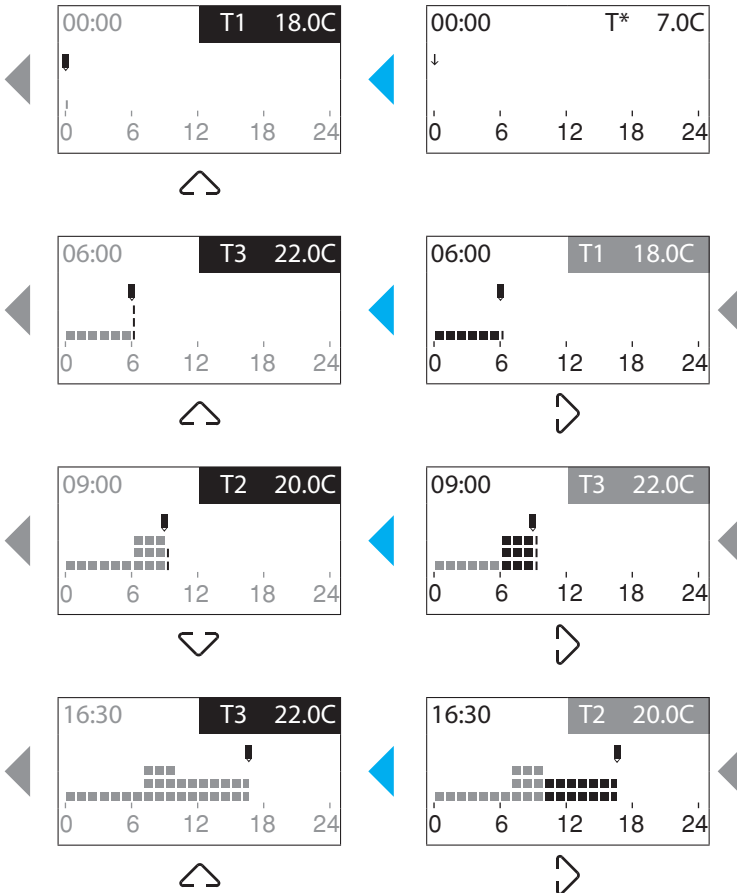 00:00 T1 18.0C
0 6 12 18 24
00:00 T* 7.0C
0 6 12 18 24
06:00 T3 22.0C
0 6 12 18 24
06:00 T1 18.0C
0 6 12 18 24
09:00 T2 20.0C
0 6 12 18 24
09:00 T3 22.0C
0 6 12 18 24
16:30 T3 22.0C
0 6 12 18 24
16:30 T2 20.0C
0 6 12 18 24